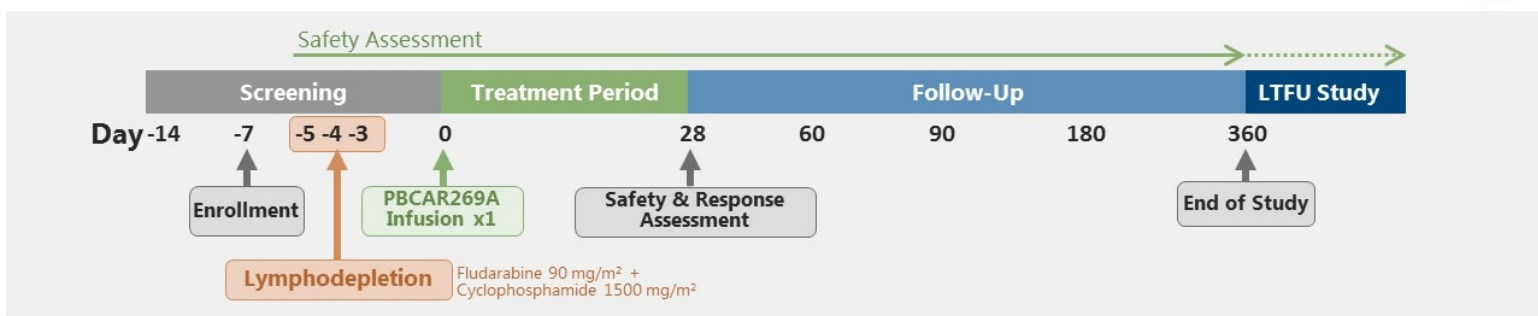 Safety Assessment
Screening Treatment Period Follow-Up LTFU Study
Day -14 -7 -5 -4 -3 0 28 60 90 180 360
Enrollment
PBCAR269A
Infusion x1
Safety & Response
Assessment
End of Study
Lymphodepletion
Fludarabine 90 mg/m² +
Cyclophosphamide 1500 mg/m²